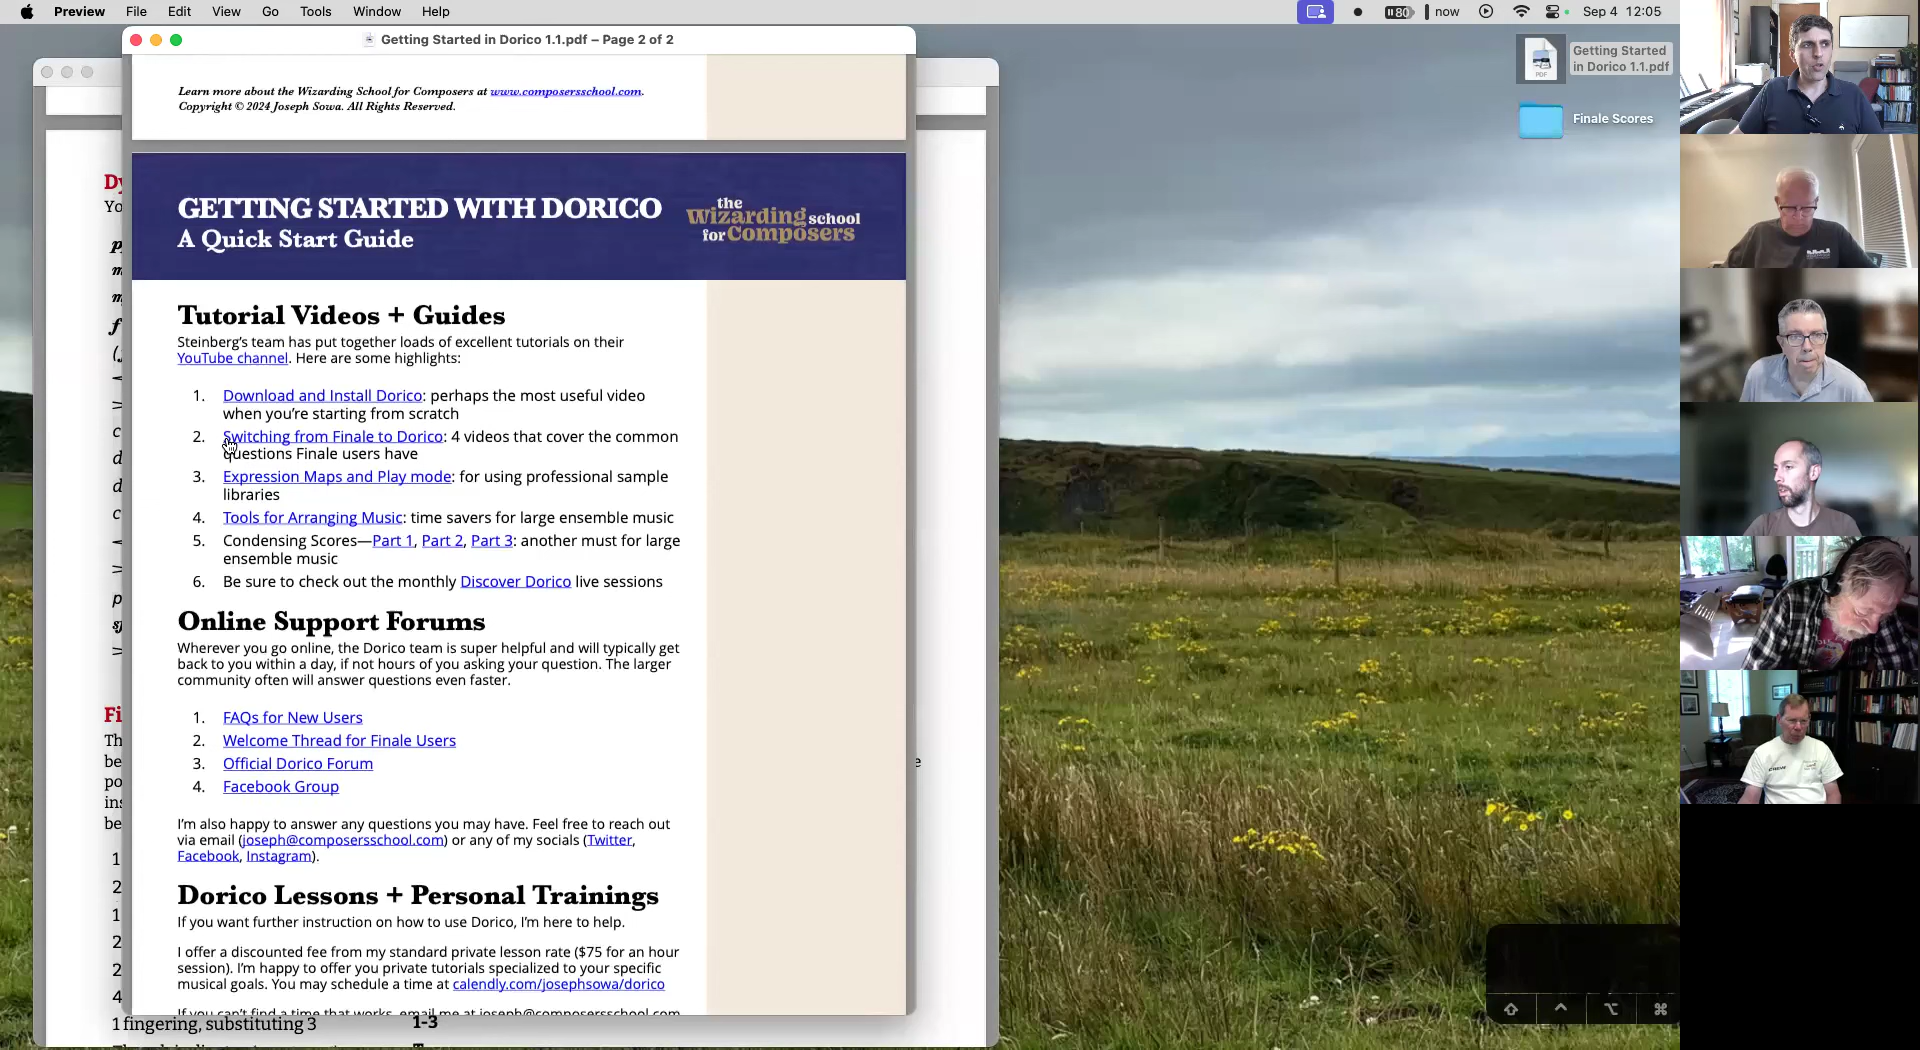 Preview File Edit View Go Tools Window Help
80 now Sep 4 12:05
Getting Started in Dorico 1.1.pdf – Page 2 of 2
Getting Started
in Dorico 1.1.pdf
PDF
Finale Scores
Learn more about the Wizarding School for Composers at www.composersschool.com.
Copyright © 2024 Joseph Sowa. All Rights Reserved.
GETTING STARTED WITH DORICO
A Quick Start Guide
the
Wizarding school
for Composers
Tutorial Videos + Guides
Steinberg's team has put together loads of excellent tutorials on their
YouTube channel. Here are some highlights:
1. Download and Install Dorico: perhaps the most useful video
when you're starting from scratch
2. Switching from Finale to Dorico: 4 videos that cover the common
questions Finale users have
3. Expression Maps and Play mode: for using professional sample
libraries
4. Tools for Arranging Music: time savers for large ensemble music
5. Condensing Scores—Part 1, Part 2, Part 3: another must for large
ensemble music
6. Be sure to check out the monthly Discover Dorico live sessions
Online Support Forums
Wherever you go online, the Dorico team is super helpful and will typically get
back to you within a day, if not hours of you asking your question. The larger
community often will answer questions even faster.
1. FAQs for New Users
2. Welcome Thread for Finale Users
3. Official Dorico Forum
4. Facebook Group
I'm also happy to answer any questions you may have. Feel free to reach out
via email (joseph@composersschool.com) or any of my socials (Twitter,
Facebook, Instagram).
Dorico Lessons + Personal Trainings
If you want further instruction on how to use Dorico, I'm here to help.
I offer a discounted fee from my standard private lesson rate ($75 for an hour
session). I'm happy to offer you private tutorials specialized to your specific
musical goals. You may schedule a time at calendly.com/josephsowa/dorico
If you can't find a time that works, email me at joseph@composersschool.com
1 fingering, substituting 3 1-3